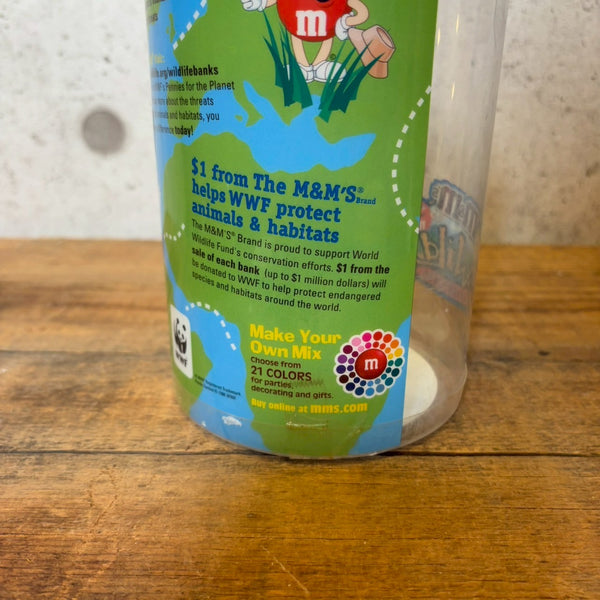 m
.org/wildlifebanks
Pennies for the Planet
more about the threats
animals and habitats, you
difference today!
$1 from The M&M'S® Brand
helps WWF protect
animals & habitats
The M&M'S® Brand is proud to support World
Wildlife Fund's conservation efforts. $1 from the
sale of each bank (up to $1 million dollars) will
be donated to WWF to help protect endangered
species and habitats around the world.
WWF
Make Your
Own Mix
Choose from
21 COLORS
for parties,
decorating and gifts.
Buy online at mms.com
m
m&m's